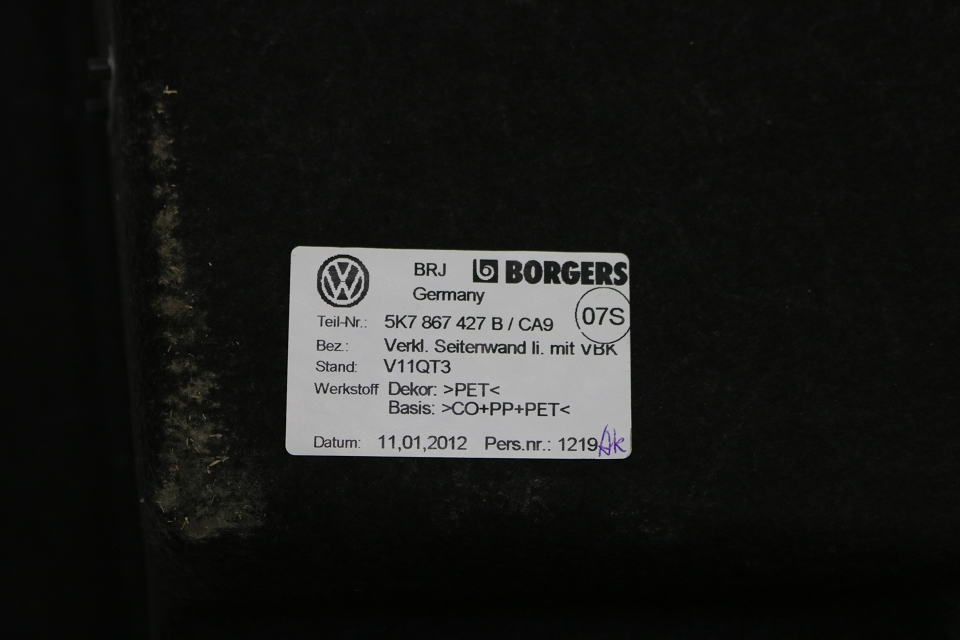 BRJ BORGERS
Germany
07S
Teil-Nr.: 5K7 867 427 B / CA9
Bez.: Verkl. Seitenwand li. mit VBK
Stand: V11QT3
Werkstoff Dekor: >PET<
Basis: >CO+PP+PET<
Datum: 11,01,2012 Pers.nr.: 1219